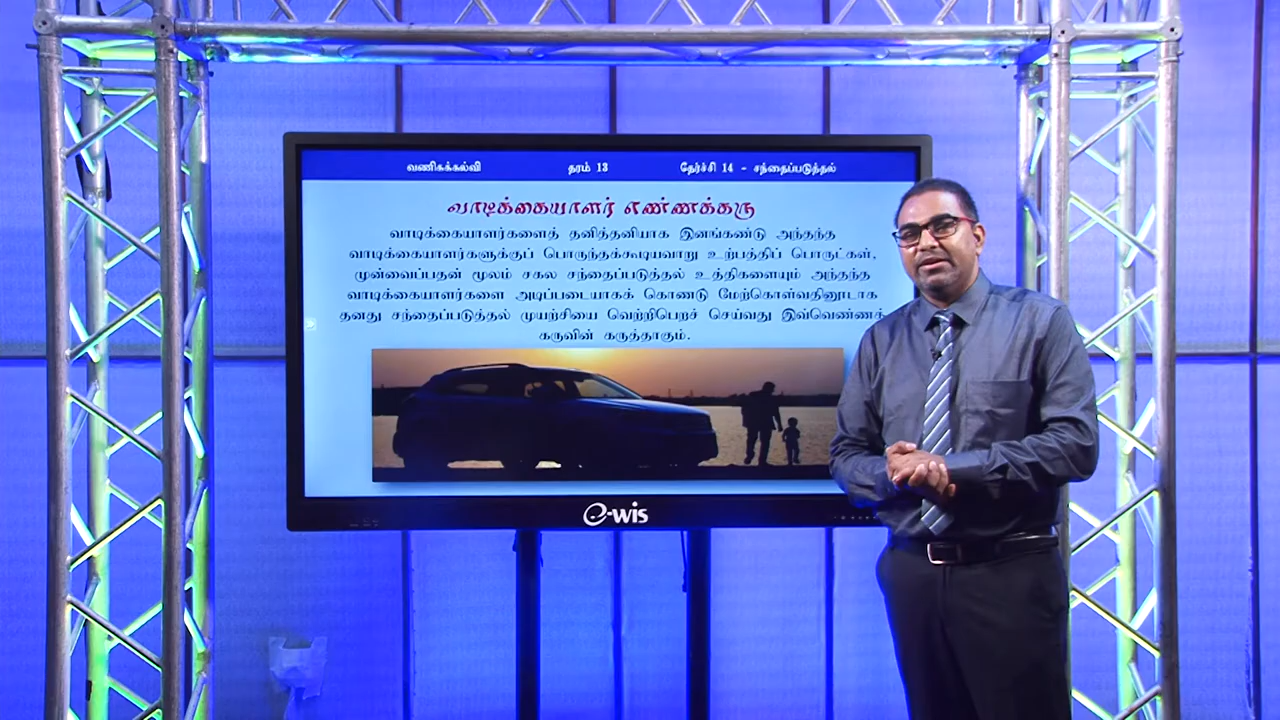 வணிகக்கல்வி தரம் 13 தேர்ச்சி 14 - சந்தைப்படுத்தல்
வாடிக்கையாளர் எண்ணக்கரு
வாடிக்கையாளர்களைத் தனித்தனியாக இனங்கண்டு அந்தந்த
வாடிக்கையாளர்களுக்குப் பொருந்தக்கூடியவாறு உற்பத்திப் பொருட்கள்,
முன்வைப்பதன் மூலம் சகல சந்தைப்படுத்தல் உத்திகளையும் அந்தந்த
வாடிக்கையாளர்களை அடிப்படையாகக் கொண்டு மேற்கொள்வதினூடாக
தனது சந்தைப்படுத்தல் முயற்சியை வெற்றிபெறச் செய்வது இவ்வெண்ணக்
கருவின் கருத்தாகும்.
e-wis